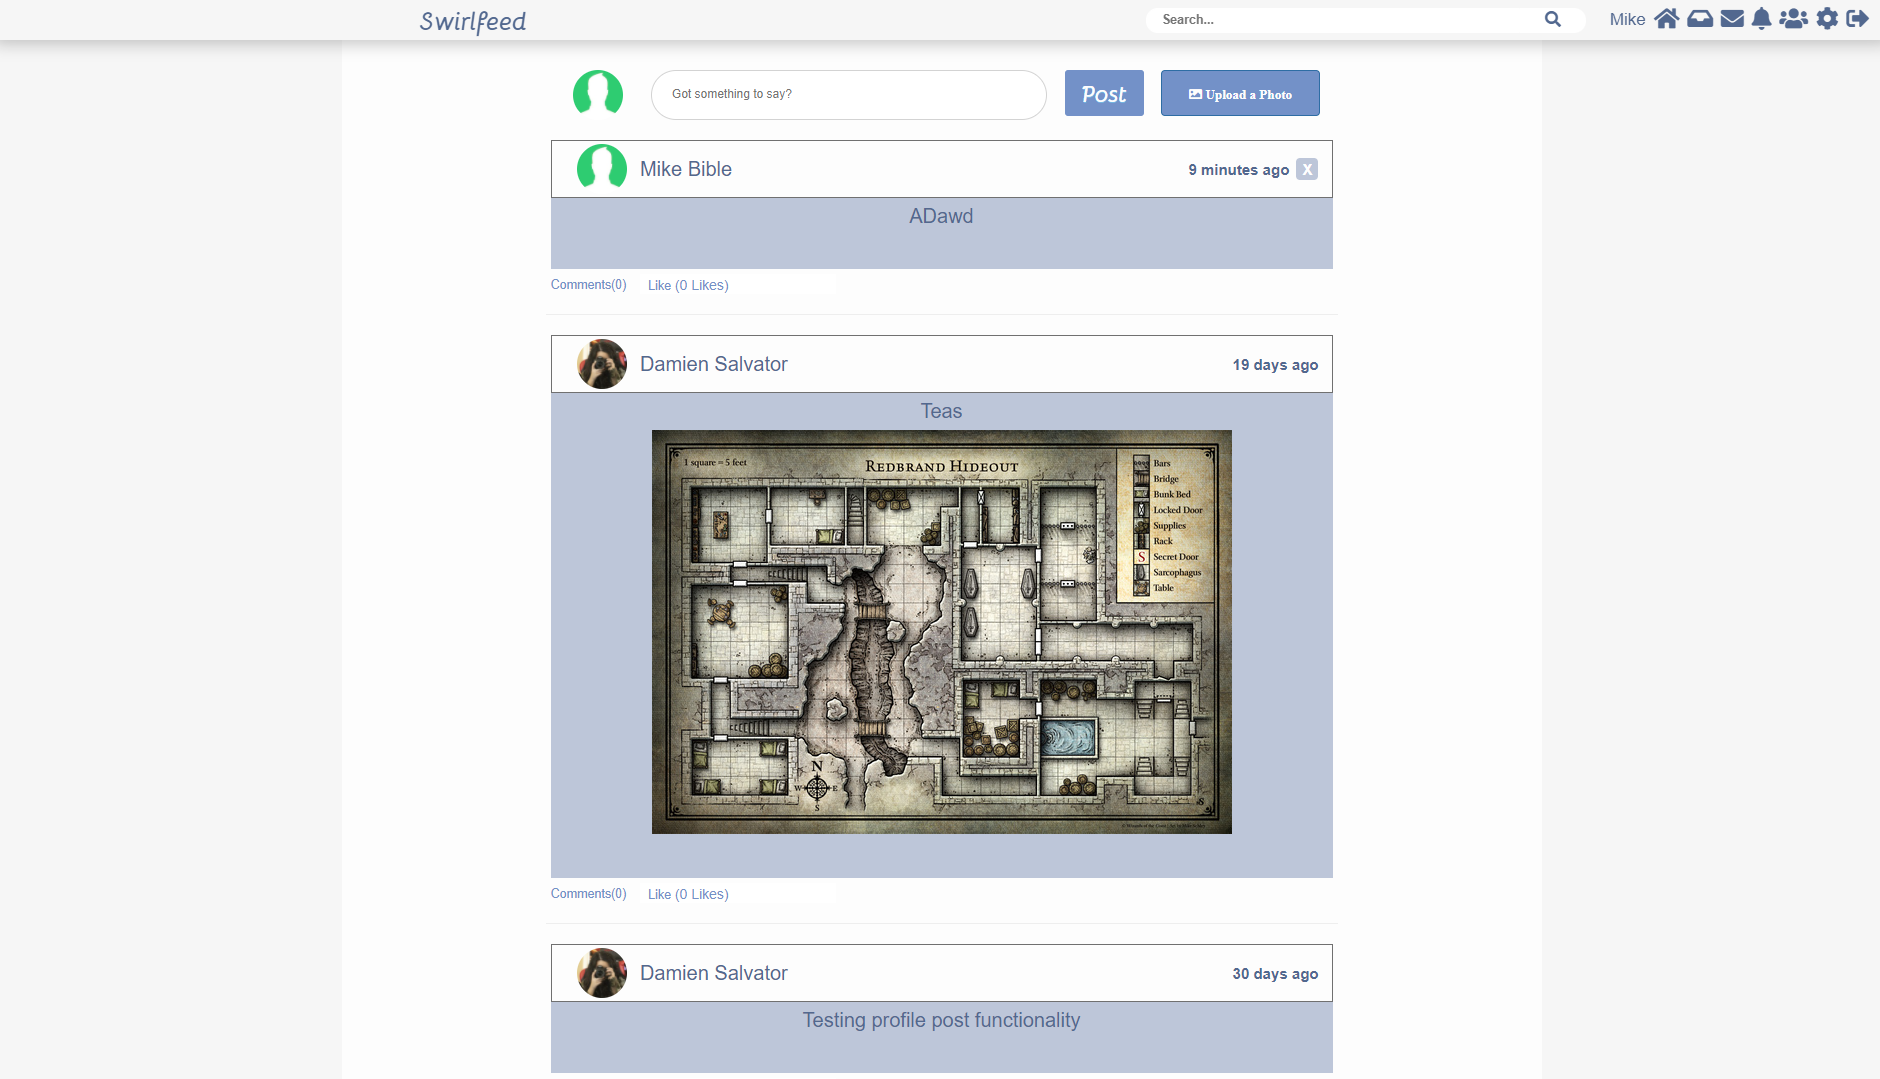 Swirlfeed
Search...
Mike
Got something to say?
Post
Upload a Photo
Mike Bible
9 minutes ago
X
ADawd
Comments(0)
Like (0 Likes)
Damien Salvator
19 days ago
Teas
1 square = 5 feet
Redbrand Hideout
Bars
Bridge
Bunk Bed
Locked Door
Supplies
Rack
S
Secret Door
Sarcophagus
Table
N
W
E
S
S
Comments(0)
Like (0 Likes)
Damien Salvator
30 days ago
Testing profile post functionality